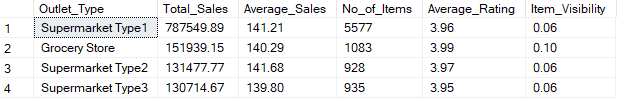 Outlet_Type Total_Sales Average_Sales No_of_Items Average_Rating Item_Visibility
1 Supermarket Type1 787549.89 141.21 5577 3.96 0.06
2 Grocery Store 151939.15 140.29 1083 3.99 0.10
3 Supermarket Type2 131477.77 141.68 928 3.97 0.06
4 Supermarket Type3 130714.67 139.80 935 3.95 0.06